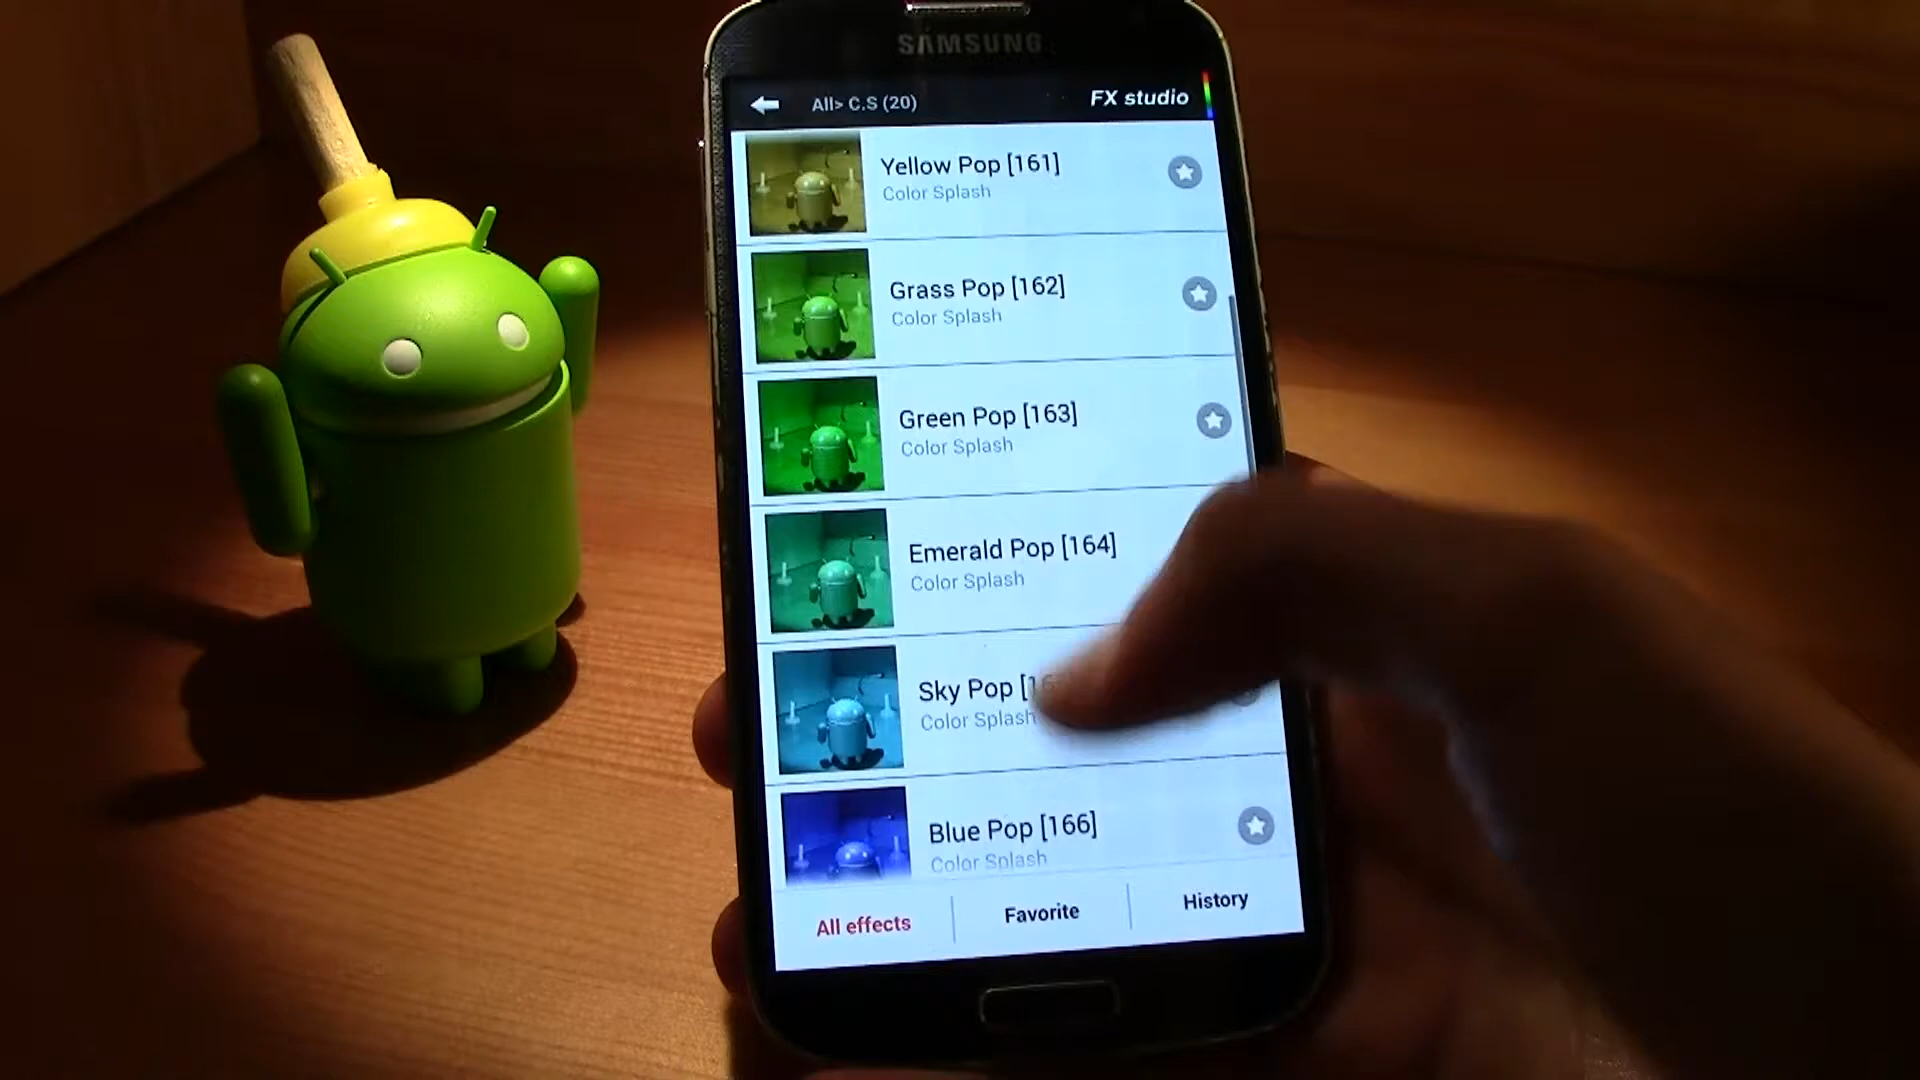 SAMSUNG
All> C.S (20)
FX studio
Yellow Pop [161]
Color Splash
Grass Pop [162]
Color Splash
Green Pop [163]
Color Splash
Emerald Pop [164]
Color Splash
Sky Pop
Color Splash
Blue Pop [166]
Color Splash
All effects
Favorite
History